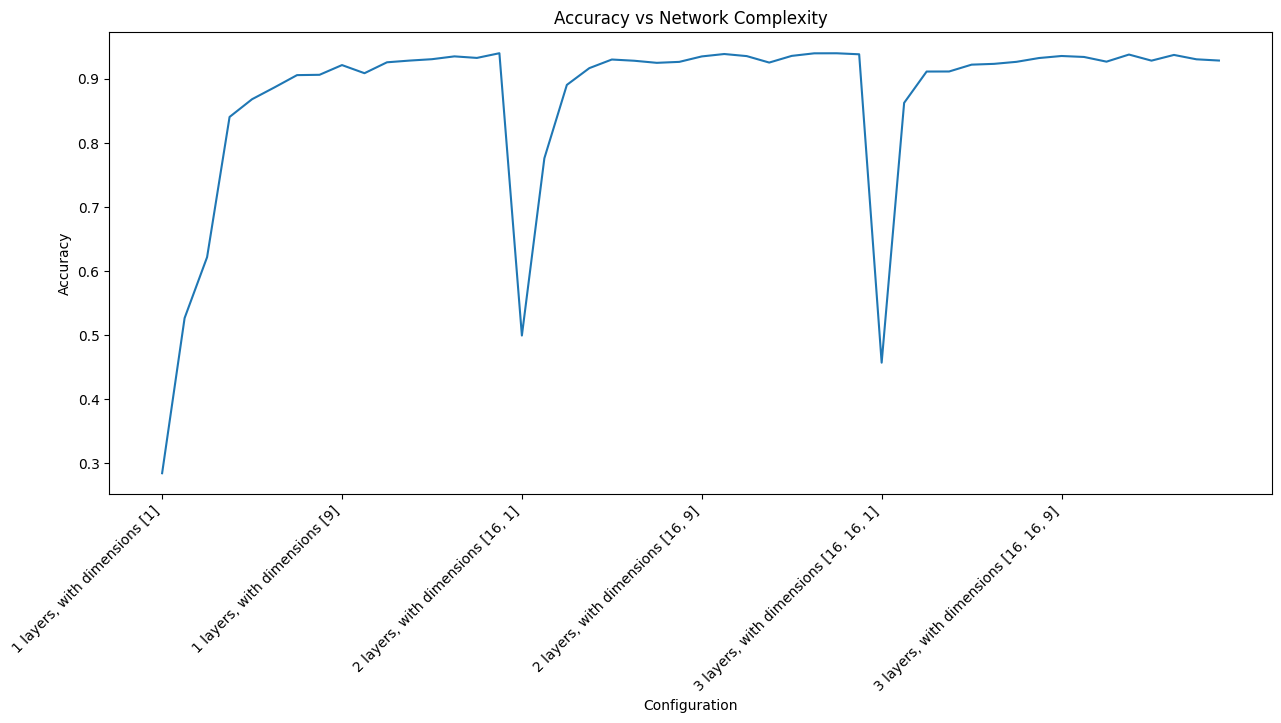 Accuracy vs Network Complexity
Accuracy
0.9
0.8
0.7
0.6
0.5
0.4
0.3
1 layers, with dimensions [1]
1 layers, with dimensions [9]
2 layers, with dimensions [16, 1]
2 layers, with dimensions [16, 9]
3 layers, with dimensions [16, 16, 1]
3 layers, with dimensions [16, 16, 9]
Configuration